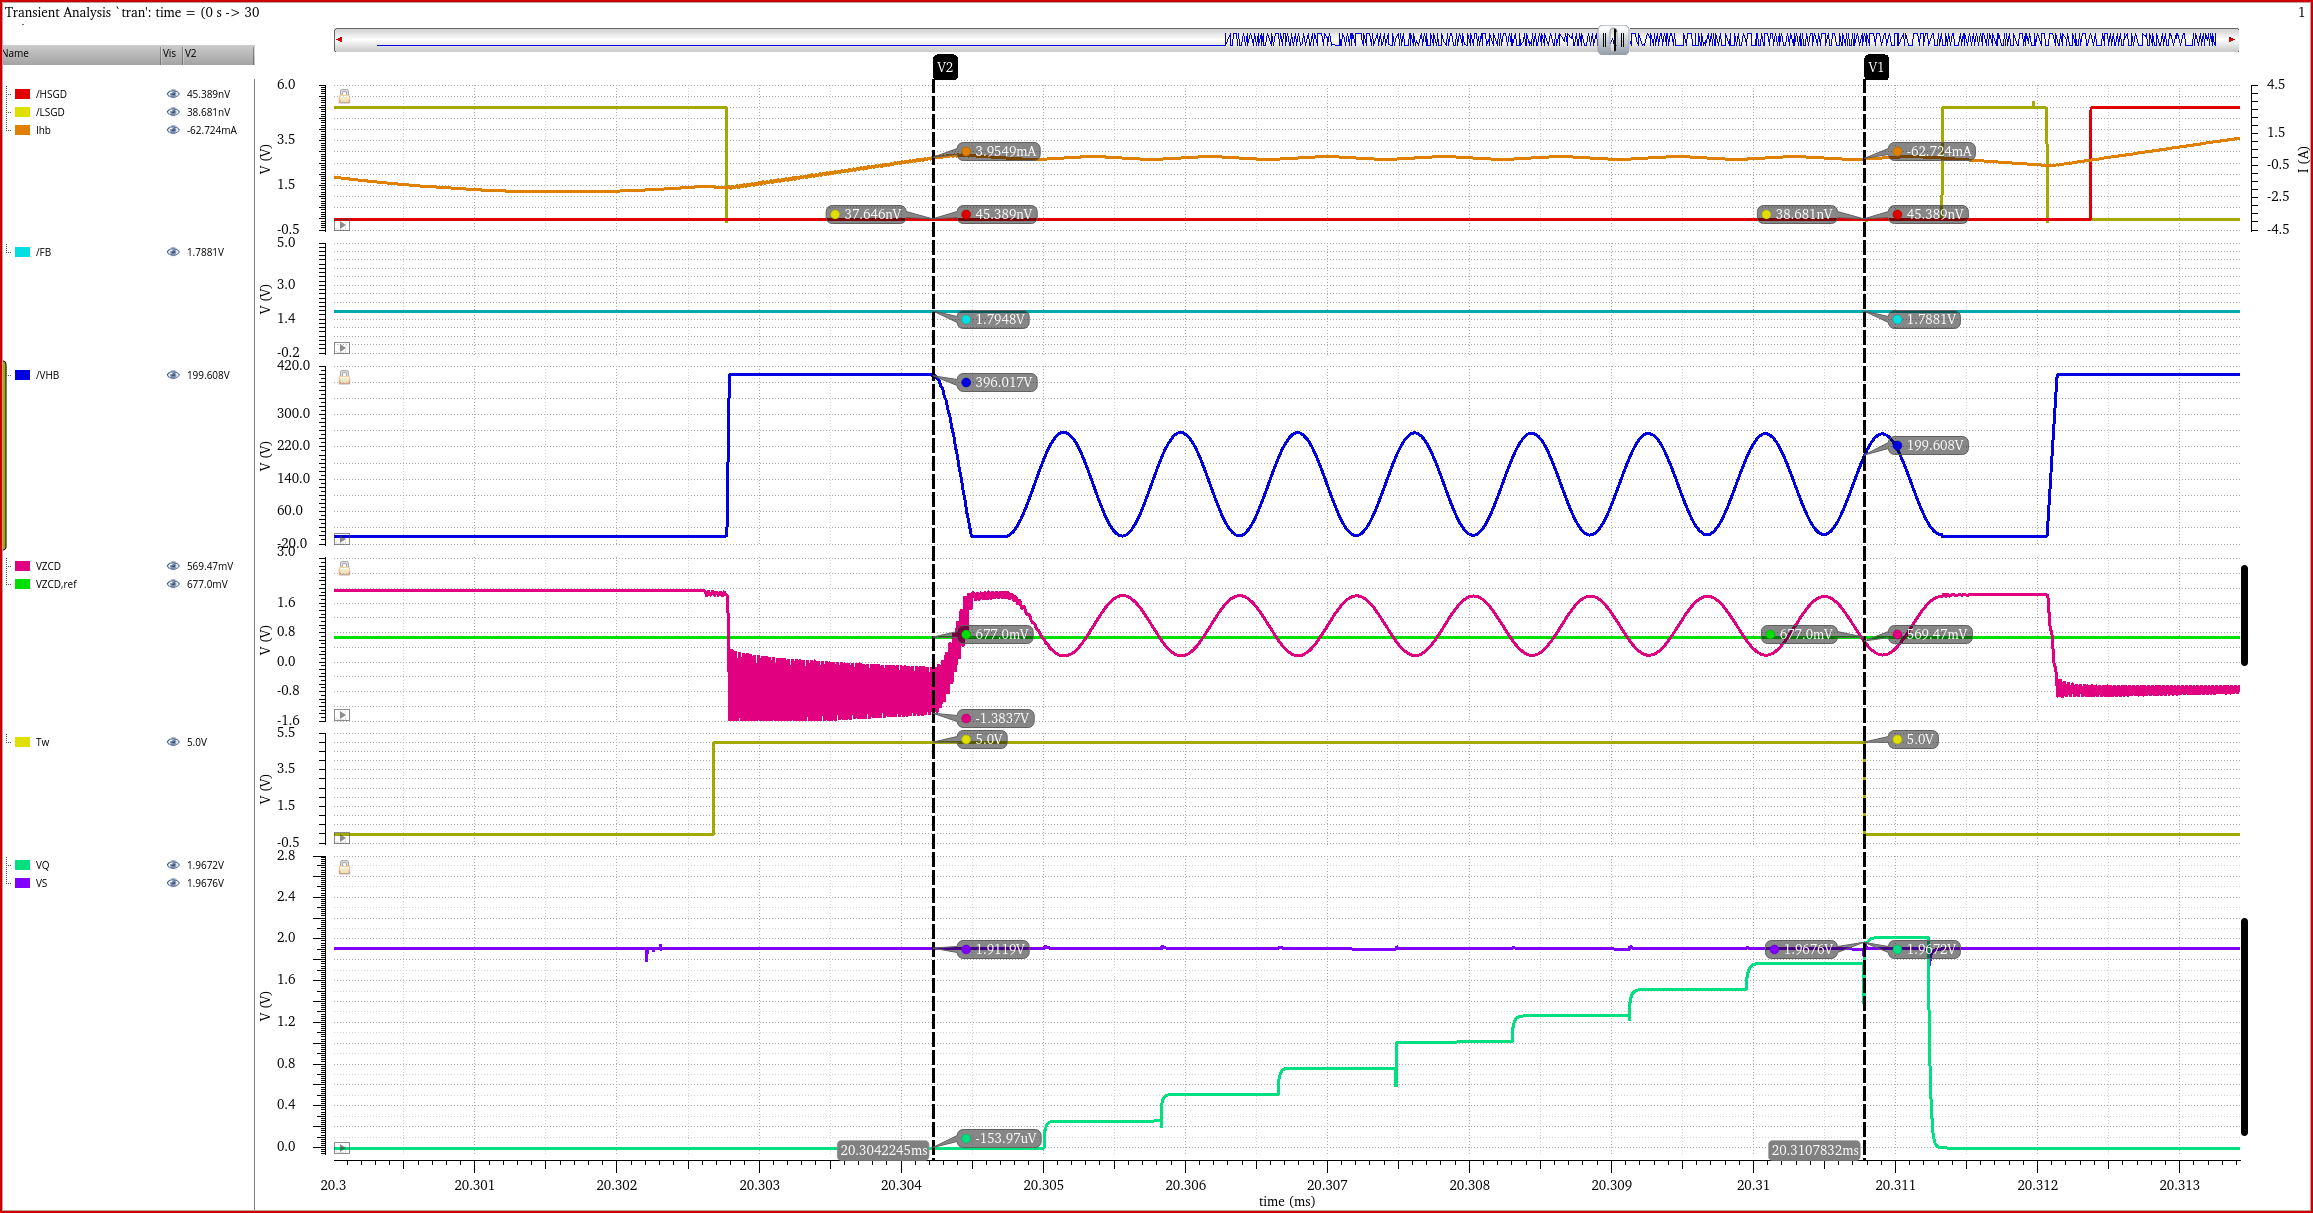 Transient Analysis `tran': time = (0 s -> 30
1
Name Vis V2
/HSGD 45.389nV
/LSGD 38.681nV
Ihb -62.724mA
/FB 1.7881V
/VHB 199.608V
VZCD 569.47mV
VZCD,ref 677.0mV
Tw 5.0V
VQ 1.9672V
VS 1.9676V
V2 V1
6.0
3.5
1.5
-0.5
V (V)
4.5
1.5
-0.5
-2.5
-4.5
I (A)
3.9549mA
-62.724mA
37.646nV 45.389nV
38.681nV 45.389nV
5.0
3.0
1.4
-0.2
V (V)
1.7948V
1.7881V
420.0
300.0
220.0
140.0
60.0
-20.0
V (V)
396.017V
199.608V
3.0
1.6
0.8
0.0
-0.8
-1.6
V (V)
677.0mV
677.0mV 569.47mV
-1.3837V
5.5
3.5
1.5
-0.5
V (V)
5.0V
5.0V
2.8
2.4
2.0
1.6
1.2
0.8
0.4
0.0
V (V)
1.9119V
1.9676V 1.9672V
-153.97uV
20.3042245ms
20.3107832ms
20.3 20.301 20.302 20.303 20.304 20.305 20.306 20.307 20.308 20.309 20.31 20.311 20.312 20.313
time (ms)